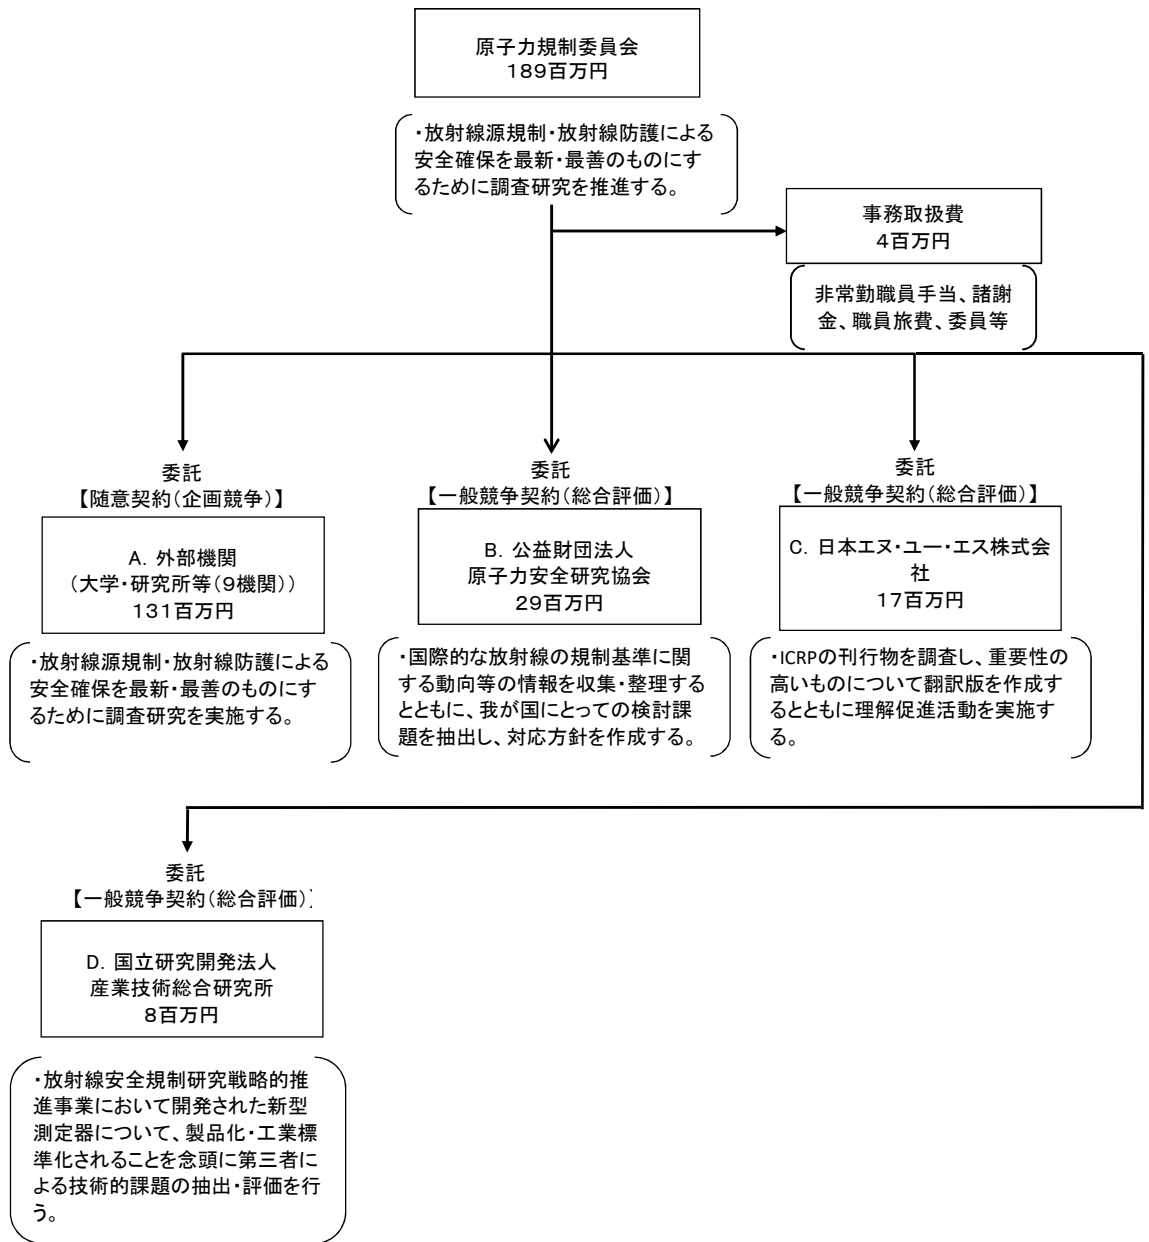 原子力規制委員会
189百万円
・放射線源規制・放射線防護による
安全確保を最新・最善のものにす
るために調査研究を推進する。
事務取扱費
4百万円
非常勤職員手当、諸謝
金、職員旅費、委員等
委託
【随意契約(企画競争)】
A. 外部機関
(大学・研究所等(9機関))
131百万円
・放射線源規制・放射線防護による
安全確保を最新・最善のものにす
るために調査研究を実施する。
委託
【一般競争契約(総合評価)】
B. 公益財団法人
原子力安全研究協会
29百万円
・国際的な放射線の規制基準に関
する動向等の情報を収集・整理する
とともに、我が国にとっての検討課
題を抽出し、対応方針を作成する。
委託
【一般競争契約(総合評価)】
C. 日本エヌ・ユー・エス株式会
社
17百万円
・ICRPの刊行物を調査し、重要性の
高いものについて翻訳版を作成す
るとともに理解促進活動を実施す
る。
委託
【一般競争契約(総合評価)】
D. 国立研究開発法人
産業技術総合研究所
8百万円
・放射線安全規制研究戦略的推
進事業において開発された新型
測定器について、製品化・工業標
準化されることを念頭に第三者に
よる技術的課題の抽出・評価を行
う。